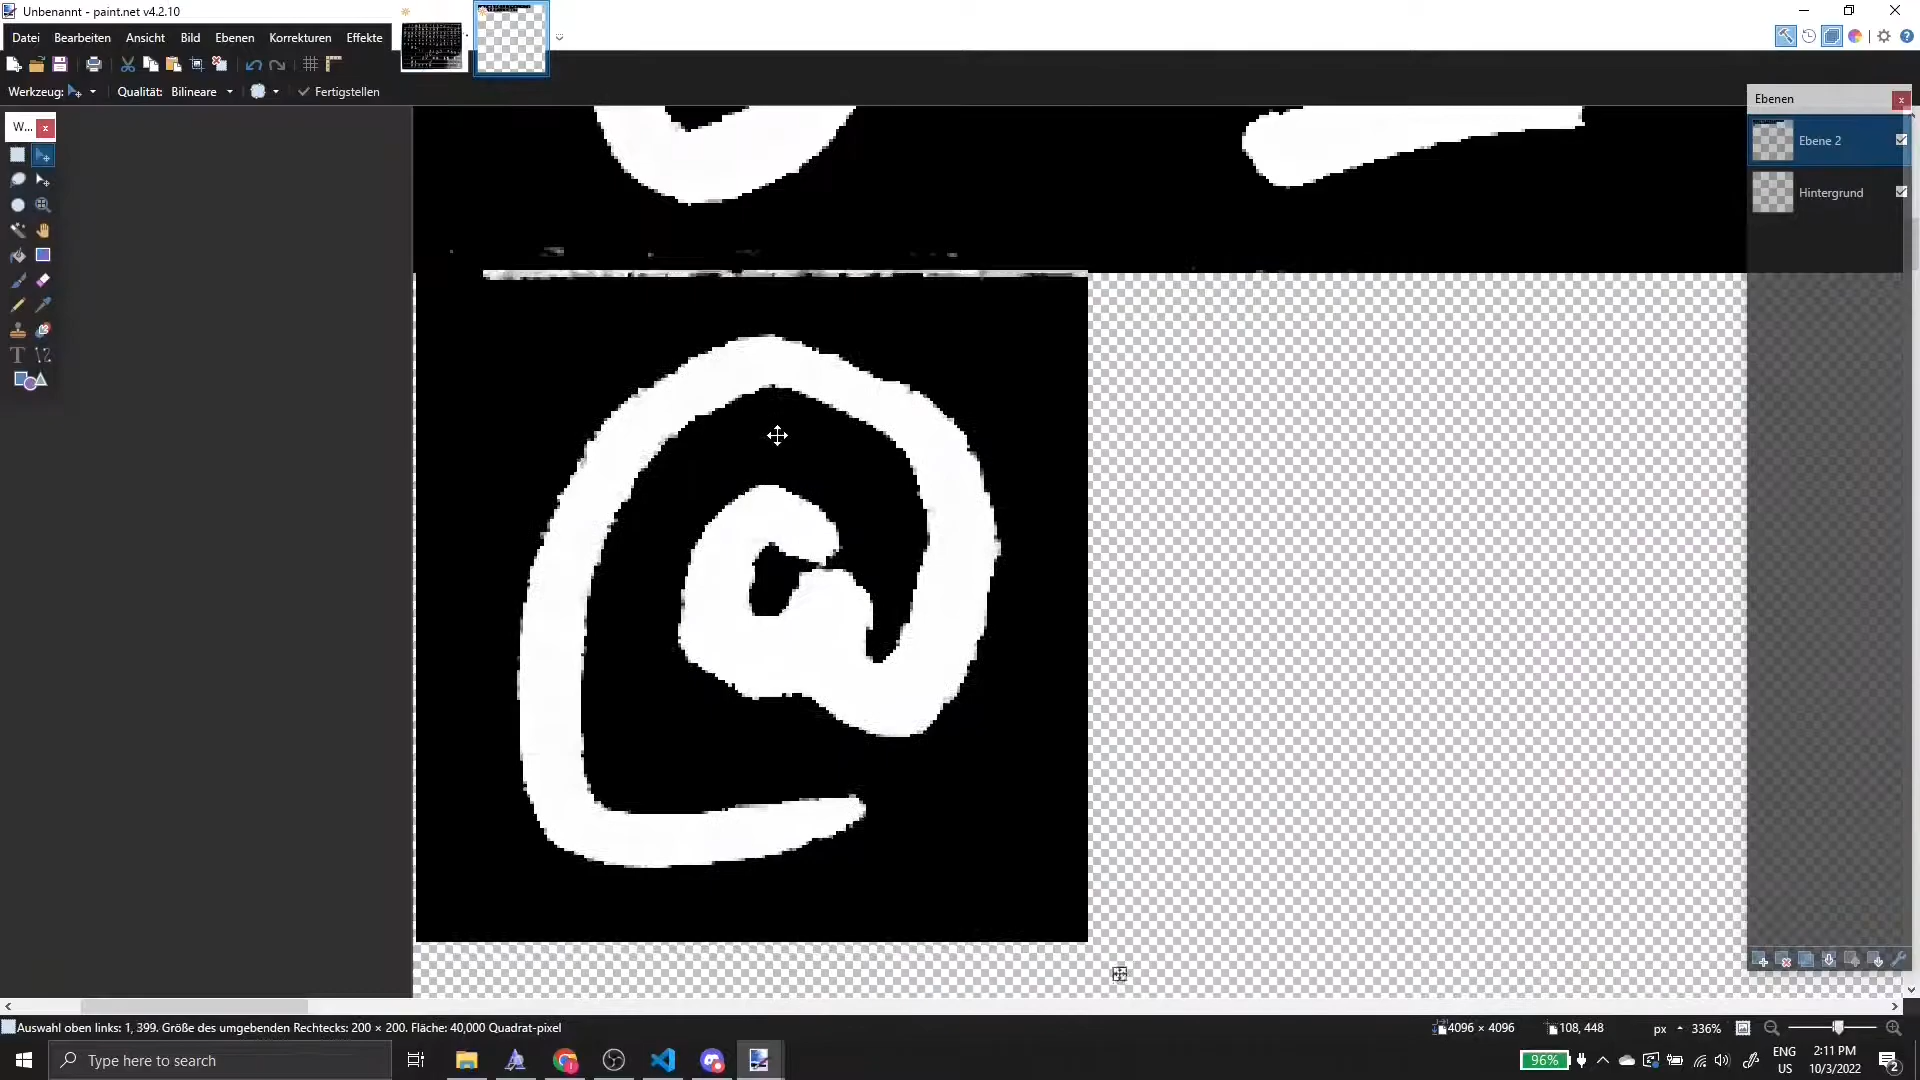 Unbenannt - paint.net v4.2.10
Datei Bearbeiten Ansicht Bild Ebenen Korrekturen Effekte
Werkzeug: Qualität: Bilineare Fertigstellen
W...
Ebenen
Ebene 2
Hintergrund
@
Auswahl oben links: 1, 399. Größe des umgebenden Rechtecks: 200 × 200. Fläche: 40,000 Quadrat-pixel
4096 × 4096 108, 448 px 336%
Type here to search
96% ENG US 2:11 PM 10/3/2022 2